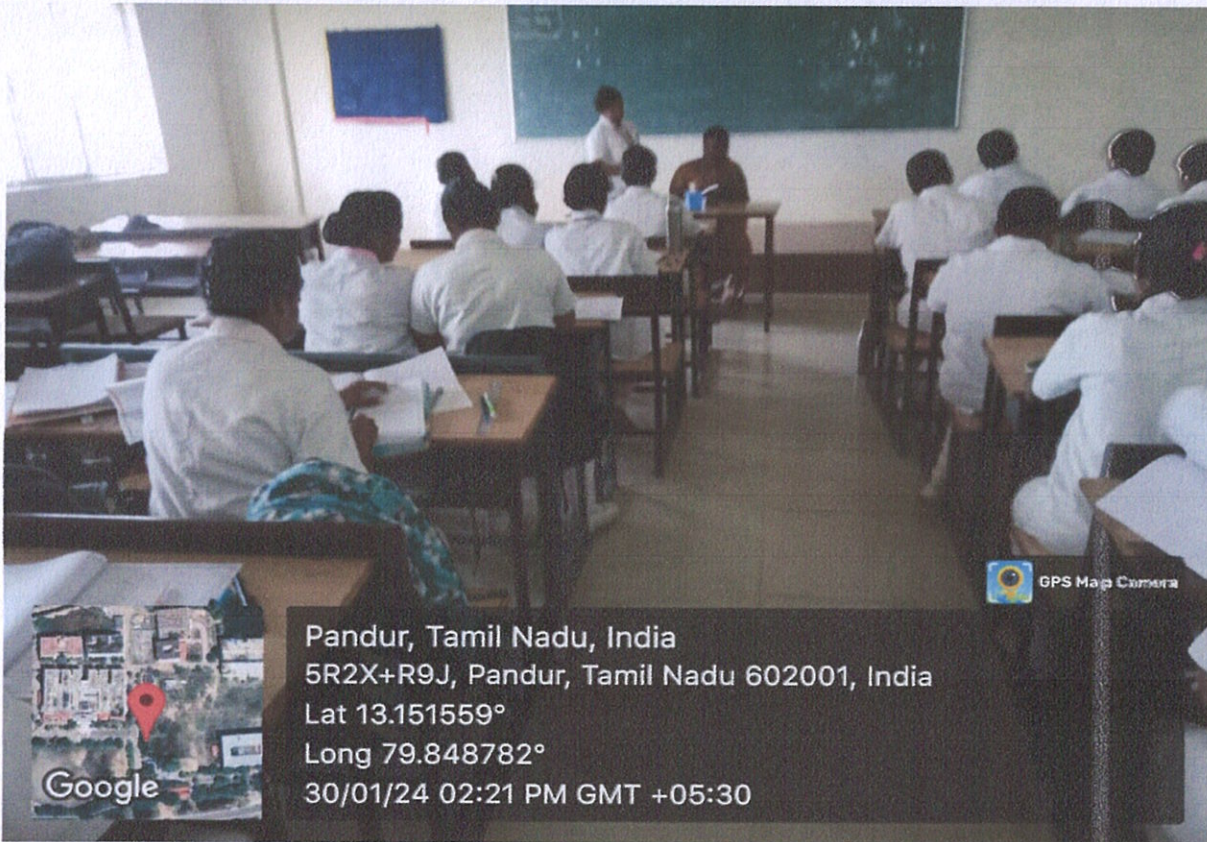 GPS Map Camera
Pandur, Tamil Nadu, India
5R2X+R9J, Pandur, Tamil Nadu 602001, India
Lat 13.151559°
Long 79.848782°
30/01/24 02:21 PM GMT +05:30
Google